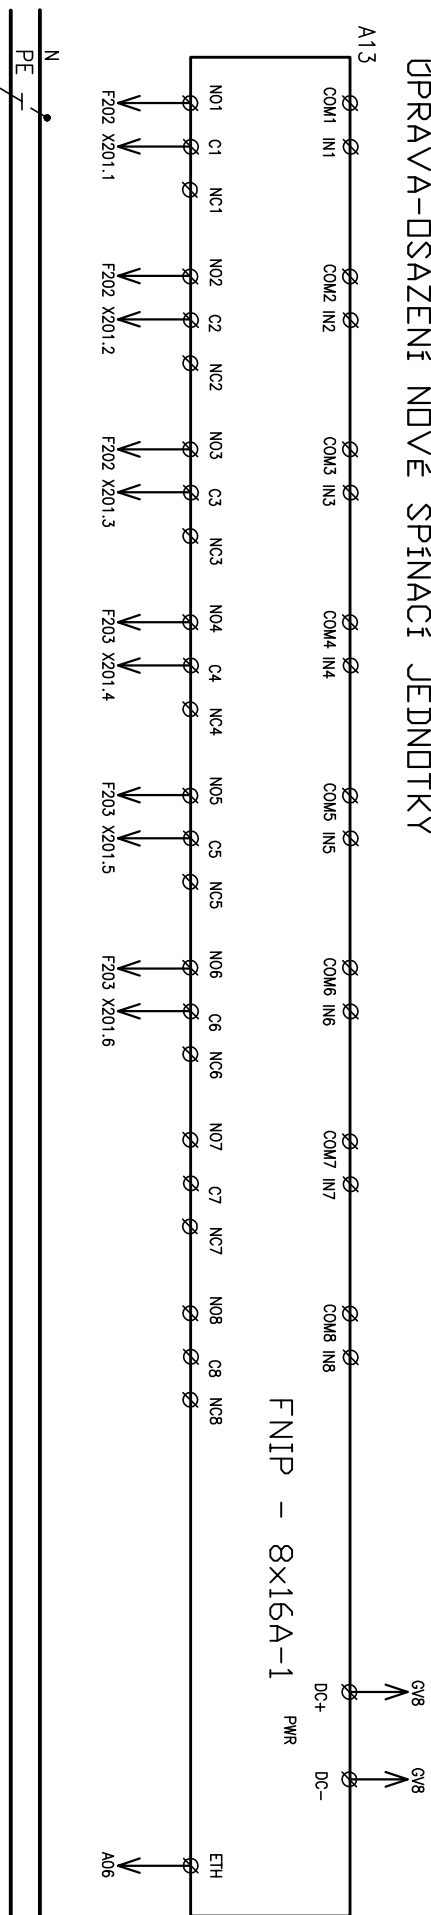 ÚPRAVA-OSAZENÍ NOVÉ SPÍNACÍ JEDNOTKY
A13
GV8 GV8
COM1 IN1 COM2 IN2 COM3 IN3 COM4 IN4 COM5 IN5 COM6 IN6 COM7 IN7 COM8 IN8 DC+ DC-
PWR
FNIP - 8x16A-1
NO1 C1 NC1 NO2 C2 NC2 NO3 C3 NC3 NO4 C4 NC4 NO5 C5 NC5 NO6 C6 NC6 NO7 C7 NC7 NO8 C8 NC8 ETH
F202 X201.1 F202 X201.2 F202 X201.3 F203 X201.4 F203 X201.5 F203 X201.6 A06
N
PE